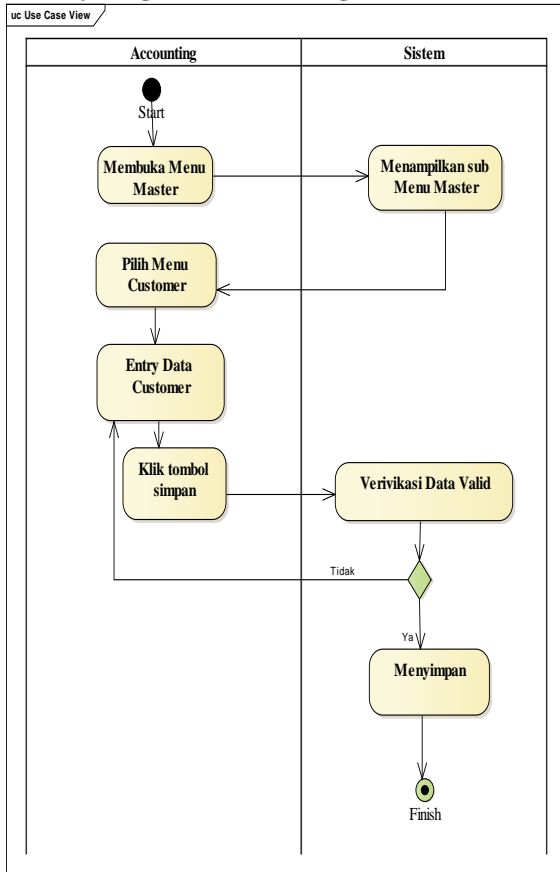 uc Use Case View
Accounting
Sistem
Start
Membuka Menu
Master
Menampilkan sub
Menu Master
Pilih Menu
Customer
Entry Data
Customer
Klik tombol
simpan
Verivikasi Data Valid
Tidak
Ya
Menyimpan
Finish